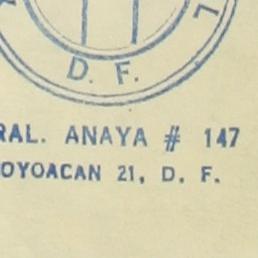 D. F.
RAL. ANAYA # 147
OYOACAN 21, D. F.